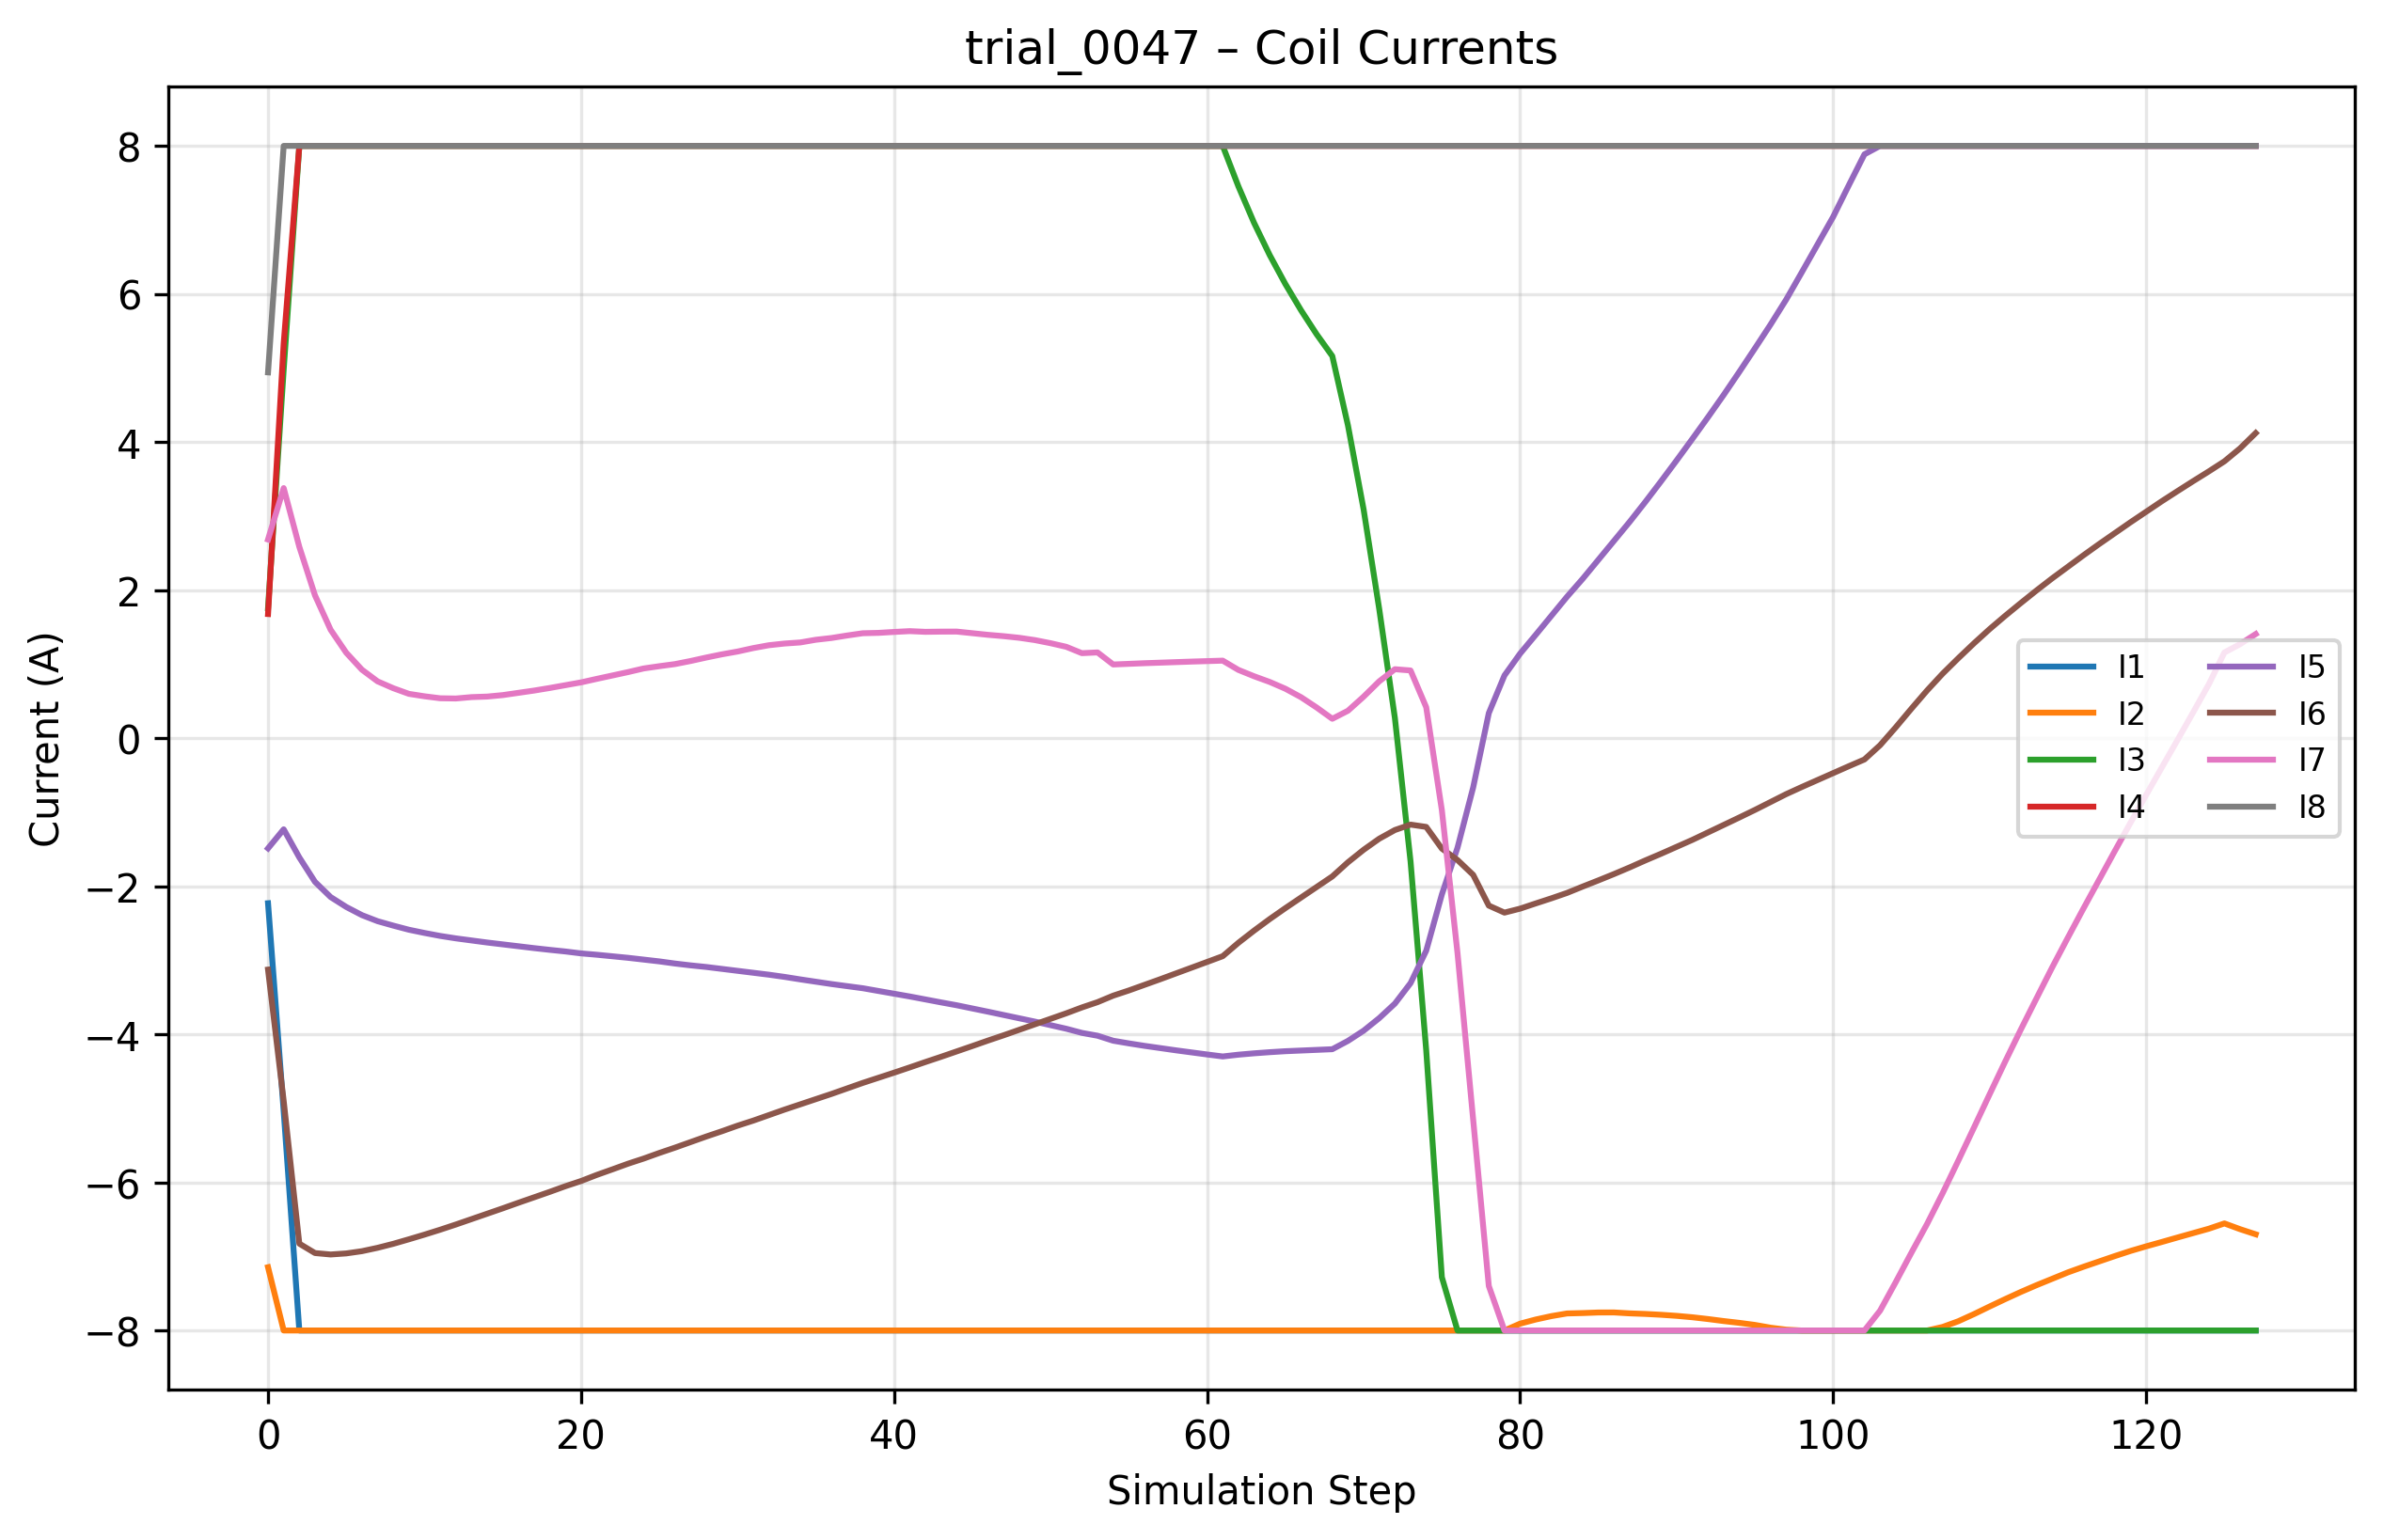 trial_0047 – Coil Currents
8
6
4
2
0
−2
−4
−6
−8
Current (A)
I1
I2
I3
I4
I5
I6
I7
I8
0
20
40
60
80
100
120
Simulation Step